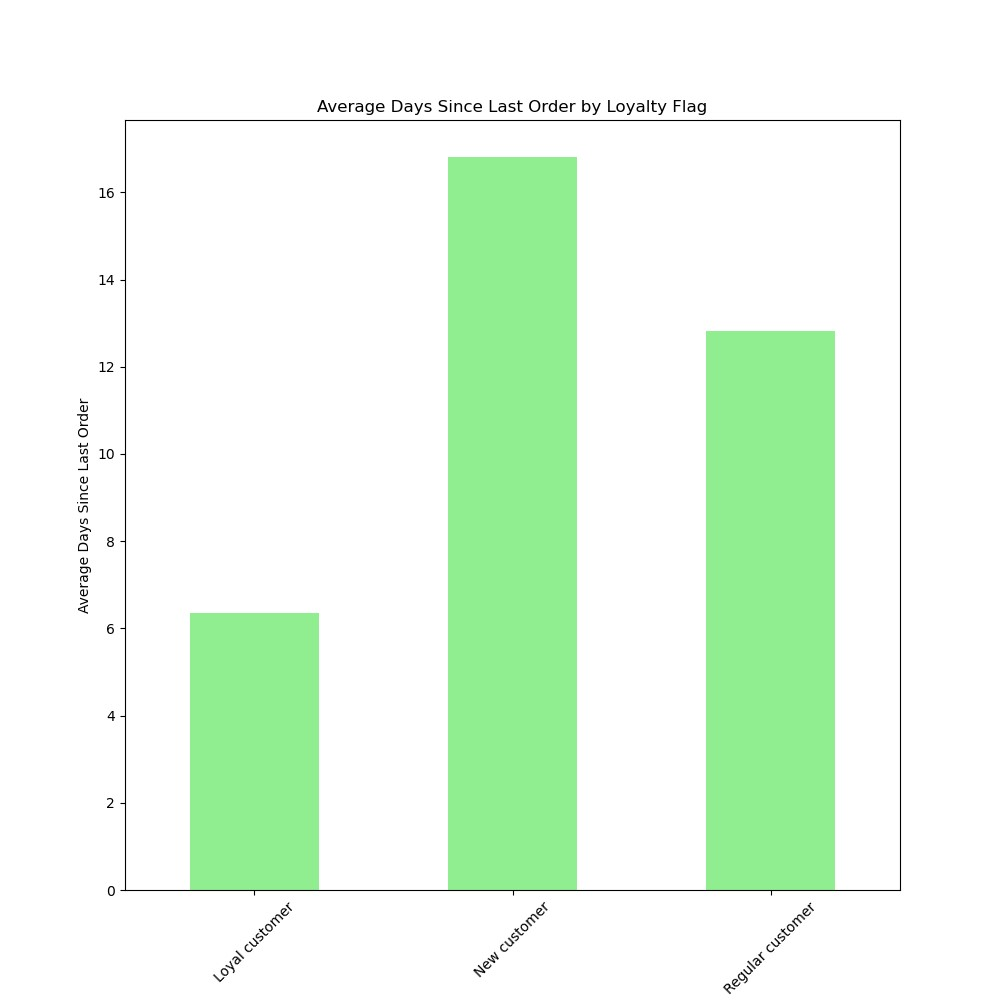 Average Days Since Last Order by Loyalty Flag
Average Days Since Last Order
16
14
12
10
8
6
4
2
0
Loyal customer
New customer
Regular customer